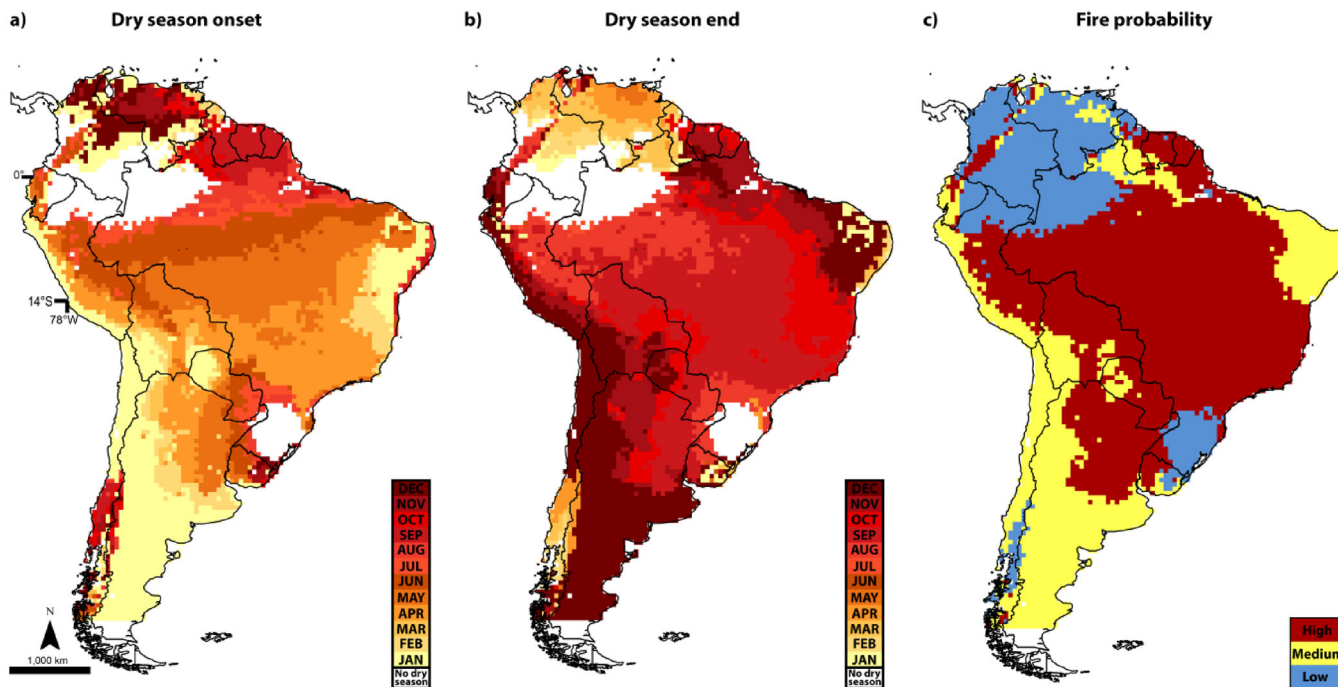 a) Dry season onset
b) Dry season end
c) Fire probability
0°
14°S
78°W
N
1,000 km
DEC
NOV
OCT
SEP
AUG
JUL
JUN
MAY
APR
MAR
FEB
JAN
No dry
season
DEC
NOV
OCT
SEP
AUG
JUL
JUN
MAY
APR
MAR
FEB
JAN
No dry
season
High
Medium
Low